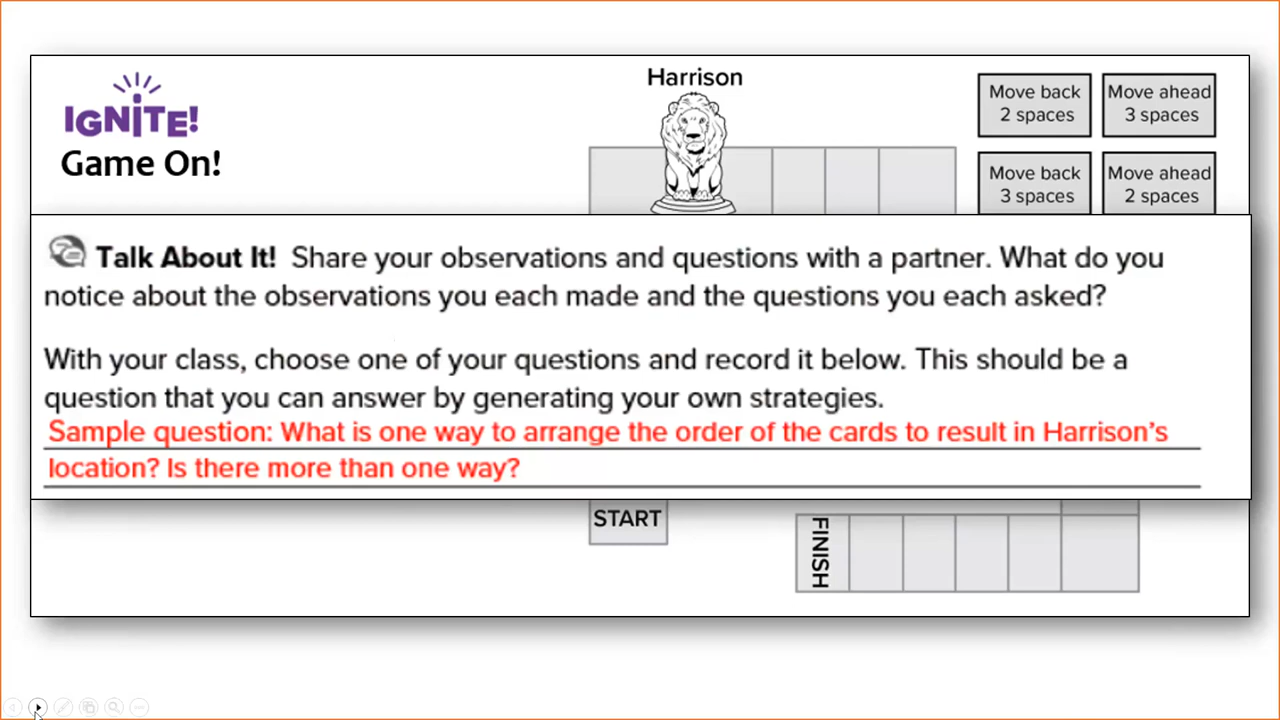 IGNITE!
Game On!
Harrison
Move back
2 spaces
Move ahead
3 spaces
Move back
3 spaces
Move ahead
2 spaces
Talk About It! Share your observations and questions with a partner. What do you
notice about the observations you each made and the questions you each asked?
With your class, choose one of your questions and record it below. This should be a
question that you can answer by generating your own strategies.
Sample question: What is one way to arrange the order of the cards to result in Harrison's
location? Is there more than one way?
START
FINISH